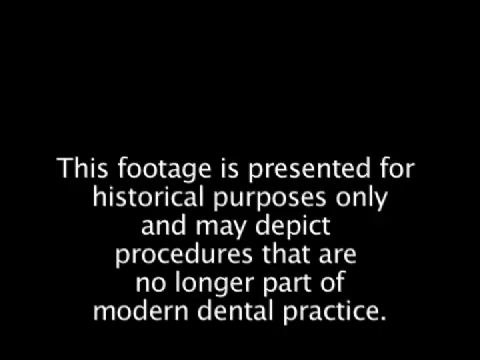 This footage is presented for
historical purposes only
and may depict
procedures that are
no longer part of
modern dental practice.